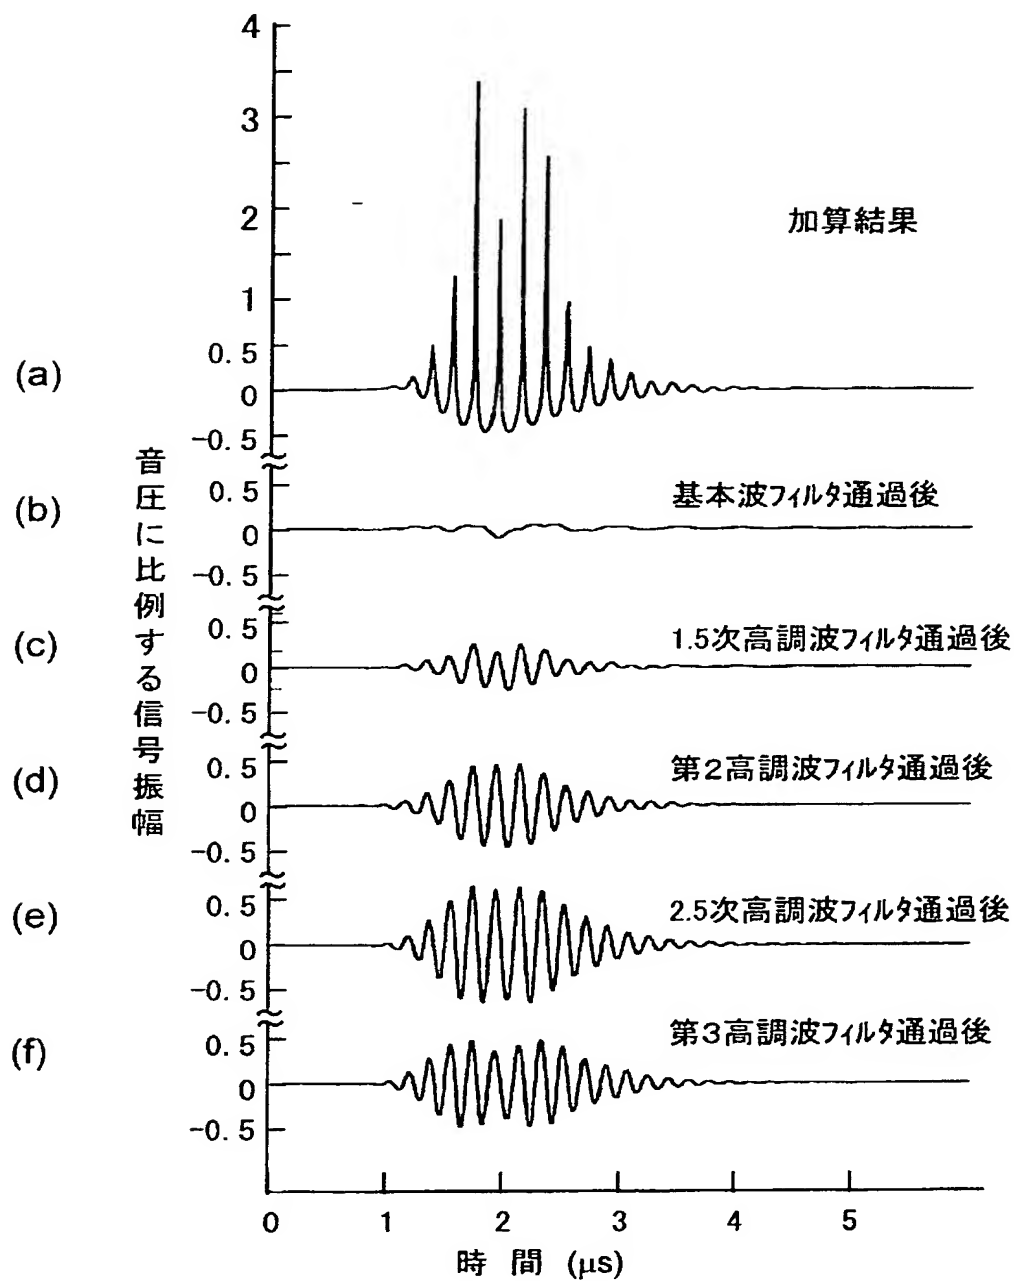 4
3
2
加算結果
1
0.5
(a)
0
-0.5
音圧に比例する信号振幅
0.5
基本波フィルタ通過後
(b)
0
-0.5
0.5
1.5次高調波フィルタ通過後
(c)
0
-0.5
0.5
第2高調波フィルタ通過後
(d)
0
-0.5
0.5
2.5次高調波フィルタ通過後
(e)
0
-0.5
0.5
第3高調波フィルタ通過後
(f)
0
-0.5
0 1 2 3 4 5
時間 (μs)